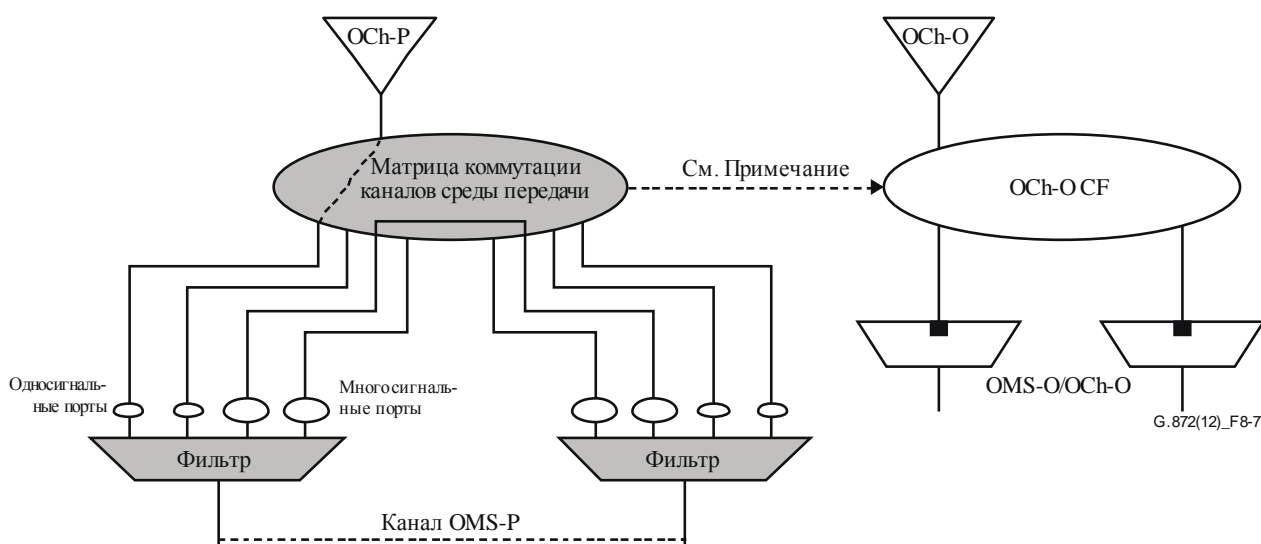 OCh-P
OCh-O
Матрица коммутации
каналов среды передачи
См. Примечание
OCh-O CF
Односигналь-
ные порты
Многосигналь-
ные порты
OMS-O/OCh-O
G.872(12)_F8-7
Фильтр
Фильтр
Канал OMS-P